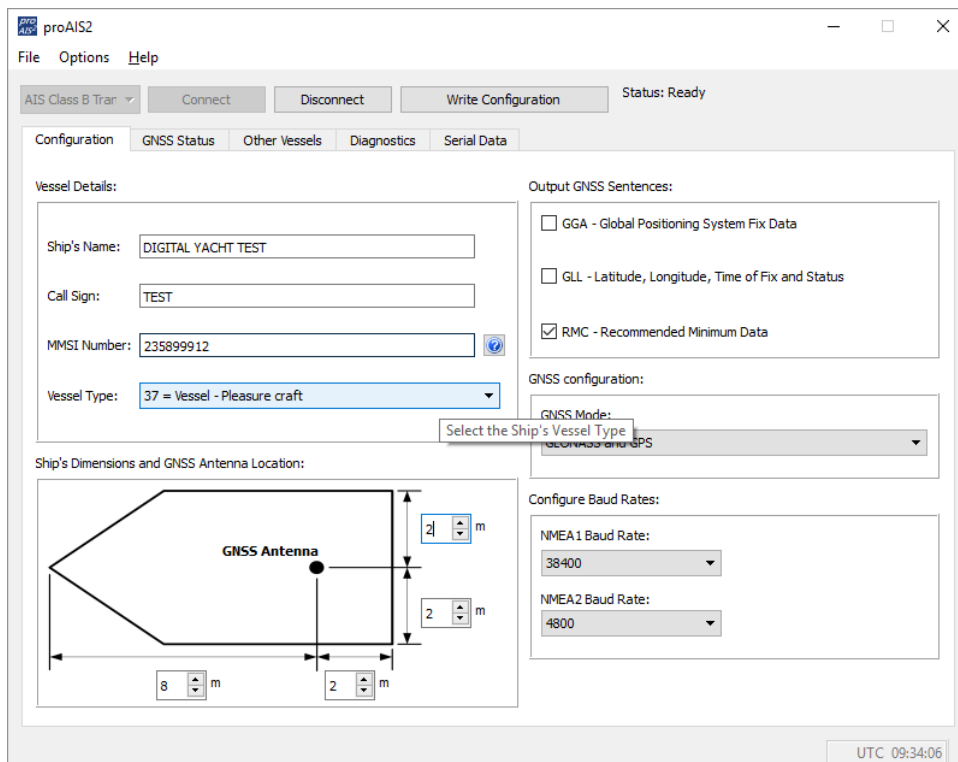 pro AIS² proAIS2
File Options Help
AIS Class B Tran Connect Disconnect Write Configuration Status: Ready
Configuration GNSS Status Other Vessels Diagnostics Serial Data
Vessel Details:
Ship's Name: DIGITAL YACHT TEST
Call Sign: TEST
MMSI Number: 235899912 ?
Vessel Type: 37 = Vessel - Pleasure craft
Select the Ship's Vessel Type
Output GNSS Sentences:
GGA - Global Positioning System Fix Data
GLL - Latitude, Longitude, Time of Fix and Status
RMC - Recommended Minimum Data
GNSS configuration:
GNSS Mode:
GLONASS and GPS
Ship's Dimensions and GNSS Antenna Location:
2 m
GNSS Antenna
2 m
8 m 2 m
Configure Baud Rates:
NMEA1 Baud Rate:
38400
NMEA2 Baud Rate:
4800
UTC 09:34:06